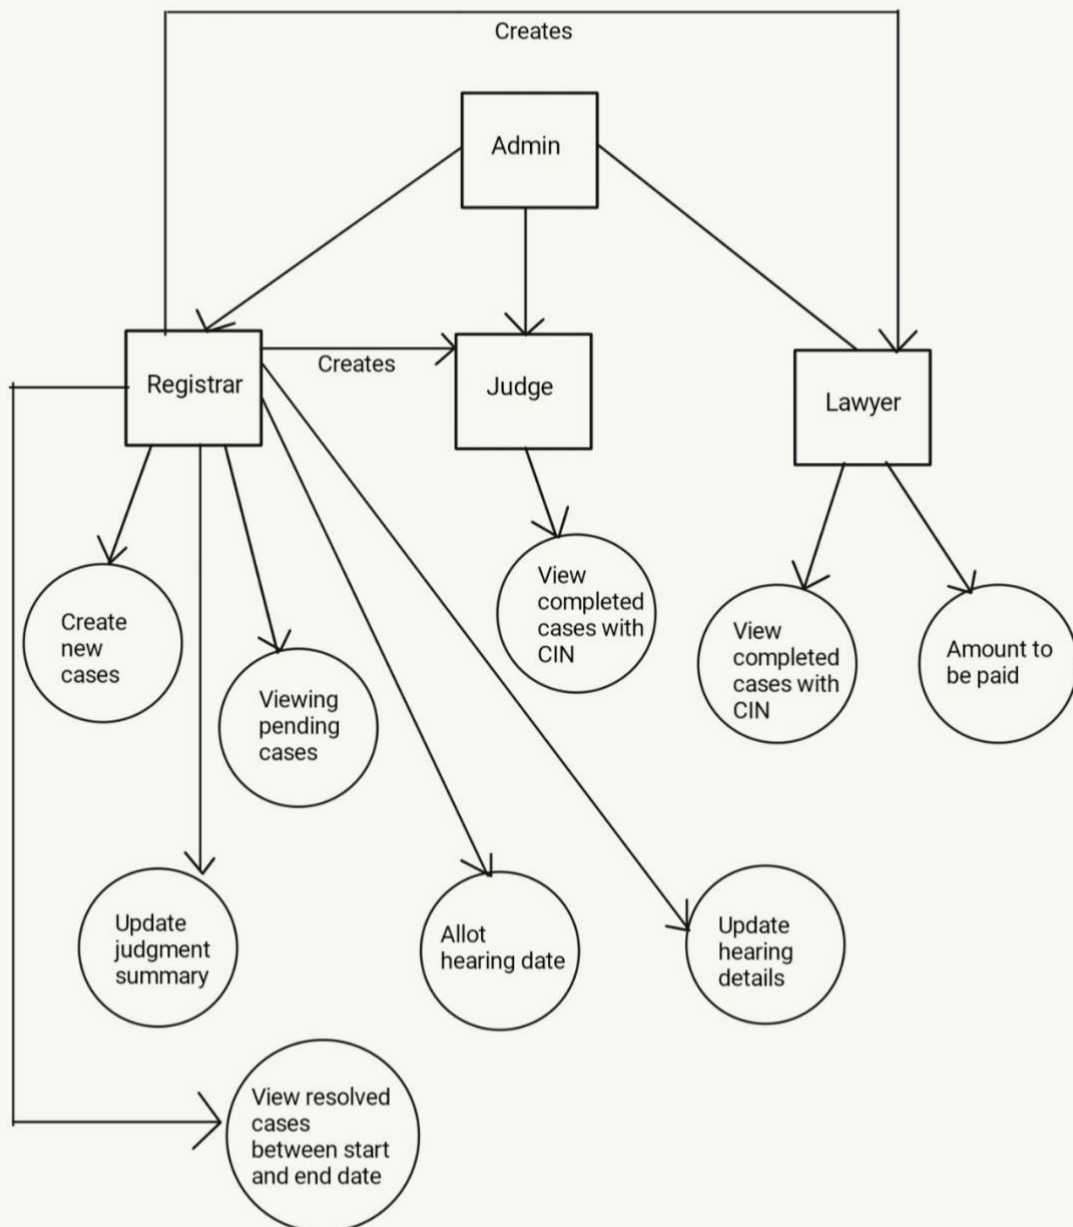 Creates
Admin
Registrar
Creates
Judge
Lawyer
View
completed
cases with
CIN
View
completed
cases with
CIN
Amount to
be paid
Create
new
cases
Viewing
pending
cases
Update
judgment
summary
Allot
hearing date
Update
hearing
details
View resolved
cases
between start
and end date